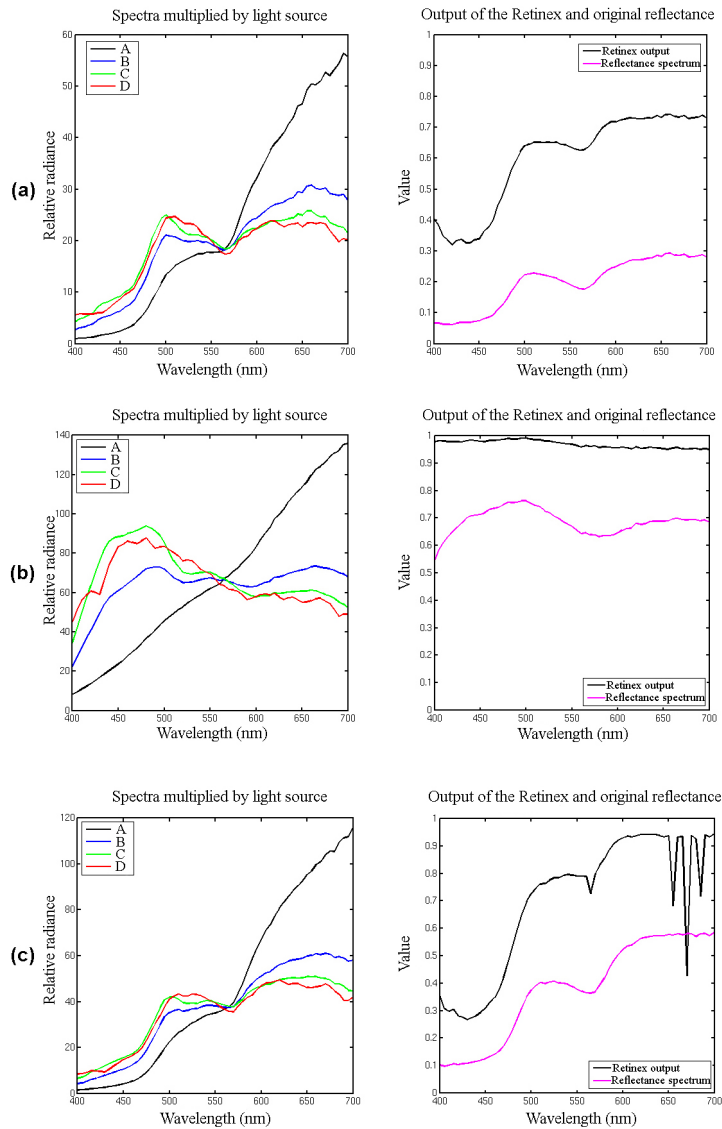 Spectra multiplied by light source
Output of the Retinex and original reflectance
(a)
Relative radiance
60
50
40
30
20
10
0
A
B
C
D
400 450 500 550 600 650 700
Wavelength (nm)
Value
1
0.9
0.8
0.7
0.6
0.5
0.4
0.3
0.2
0.1
0
Retinex output
Reflectance spectrum
400 450 500 550 600 650 700
Wavelength (nm)
Spectra multiplied by light source
Output of the Retinex and original reflectance
(b)
Relative radiance
140
120
100
80
60
40
20
0
A
B
C
D
400 450 500 550 600 650 700
Wavelength (nm)
Value
1
0.9
0.8
0.7
0.6
0.5
0.4
0.3
0.2
0.1
0
Retinex output
Reflectance spectrum
400 450 500 550 600 650 700
Wavelength (nm)
Spectra multiplied by light source
Output of the Retinex and original reflectance
(c)
Relative radiance
120
100
80
60
40
20
0
A
B
C
D
400 450 500 550 600 650 700
Wavelength (nm)
Value
1
0.9
0.8
0.7
0.6
0.5
0.4
0.3
0.2
0.1
0
Retinex output
Reflectance spectrum
400 450 500 550 600 650 700
Wavelength (nm)